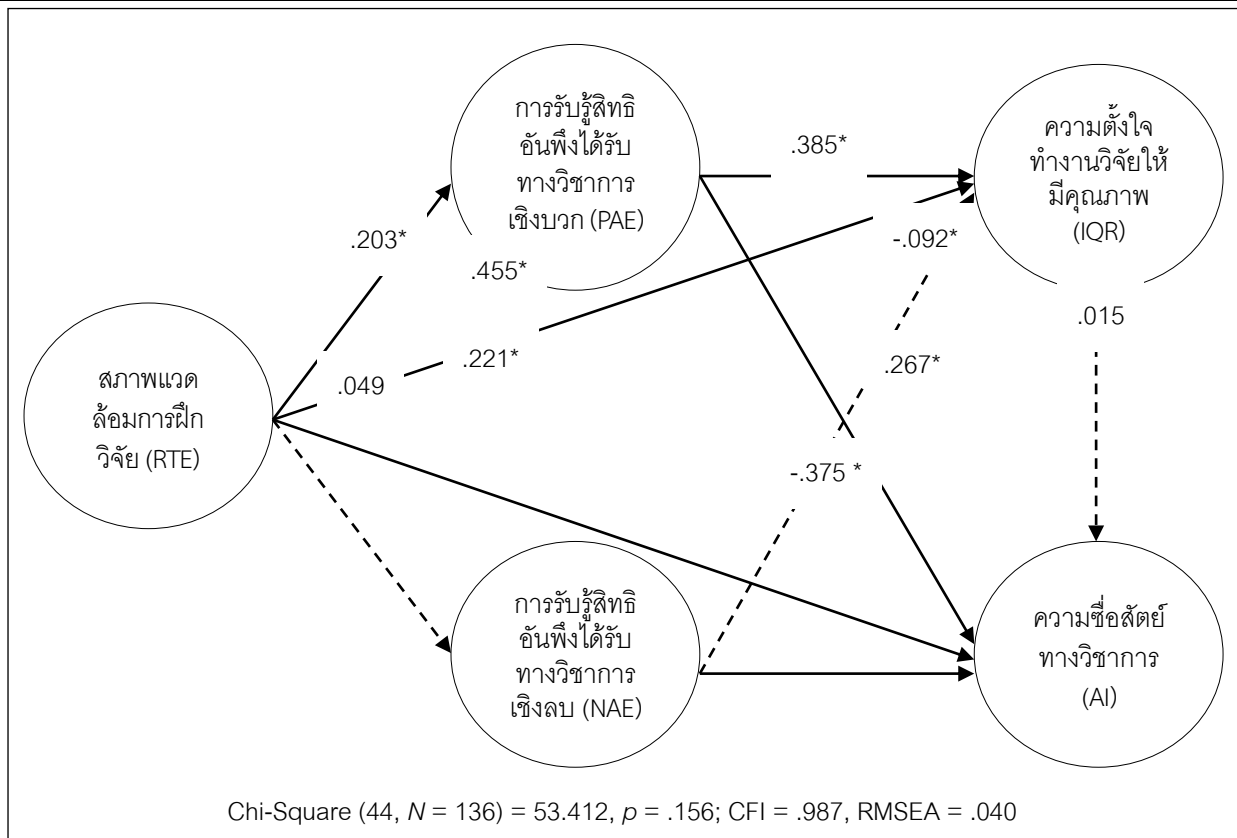 การรับรู้สิทธิ
อันพึงได้รับ
ทางวิชาการ
เชิงบวก (PAE)
ความตั้งใจ
ทำงานวิจัยให้
มีคุณภาพ
(IQR)
.385*
.203*
.455*
-.092*
.015
.049
.221*
.267*
สภาพแวด
ล้อมการฝึก
วิจัย (RTE)
-.375 *
การรับรู้สิทธิ
อันพึงได้รับ
ทางวิชาการ
เชิงลบ (NAE)
ความซื่อสัตย์
ทางวิชาการ
(AI)
Chi-Square (44, N = 136) = 53.412, p = .156; CFI = .987, RMSEA = .040